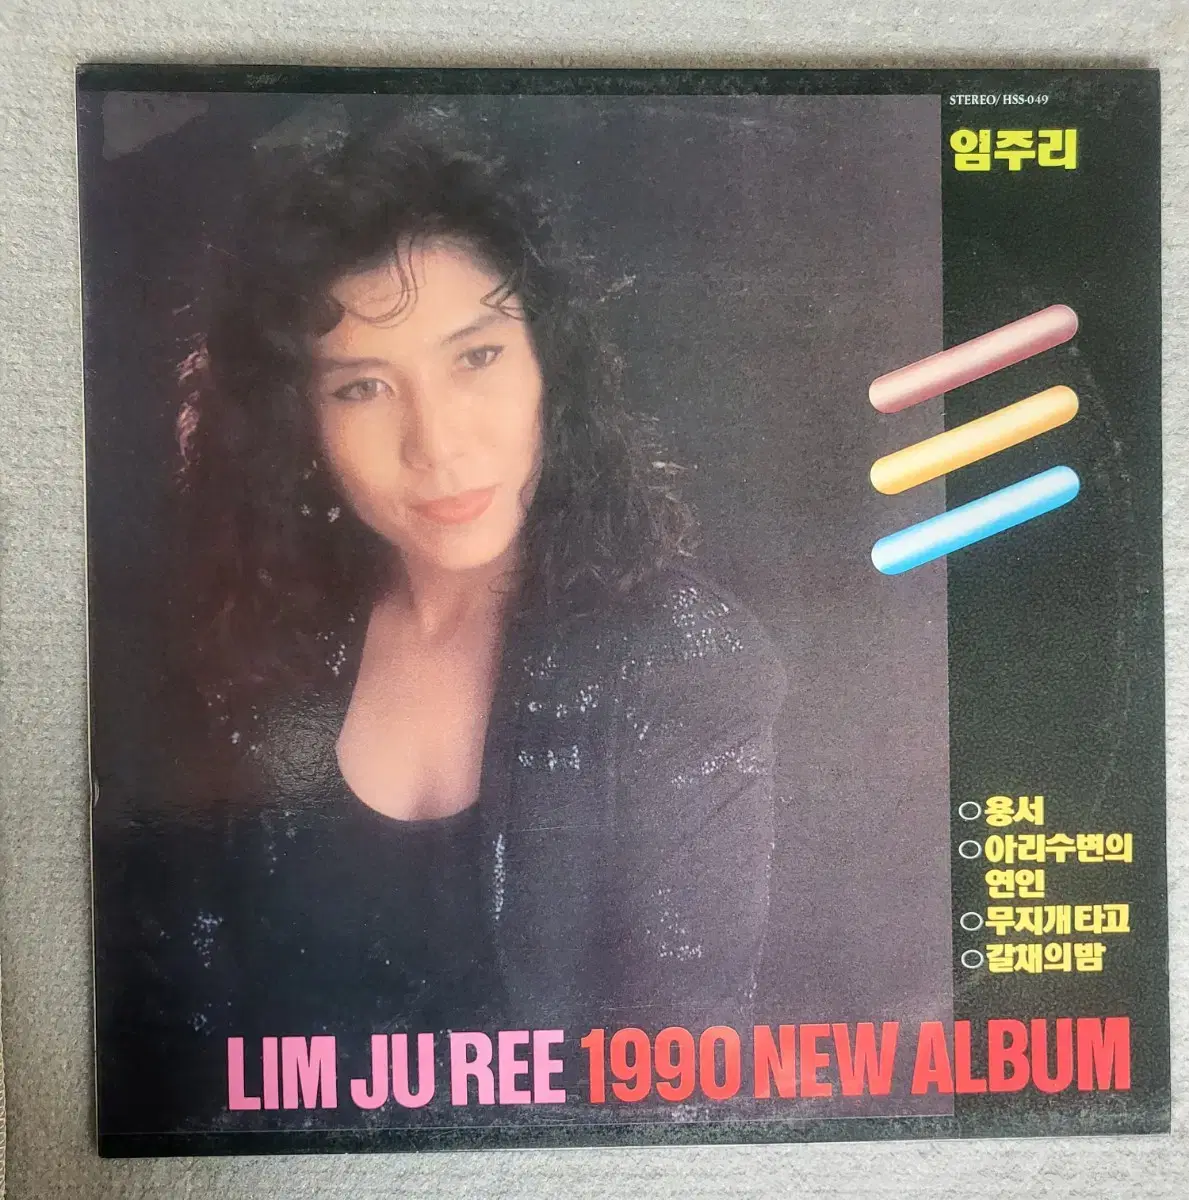 STEREO/HSS-049
임주리
○용서
○아리수변의
연인
○무지개타고
○갈채의밤
LIM JU REE 1990 NEW ALBUM